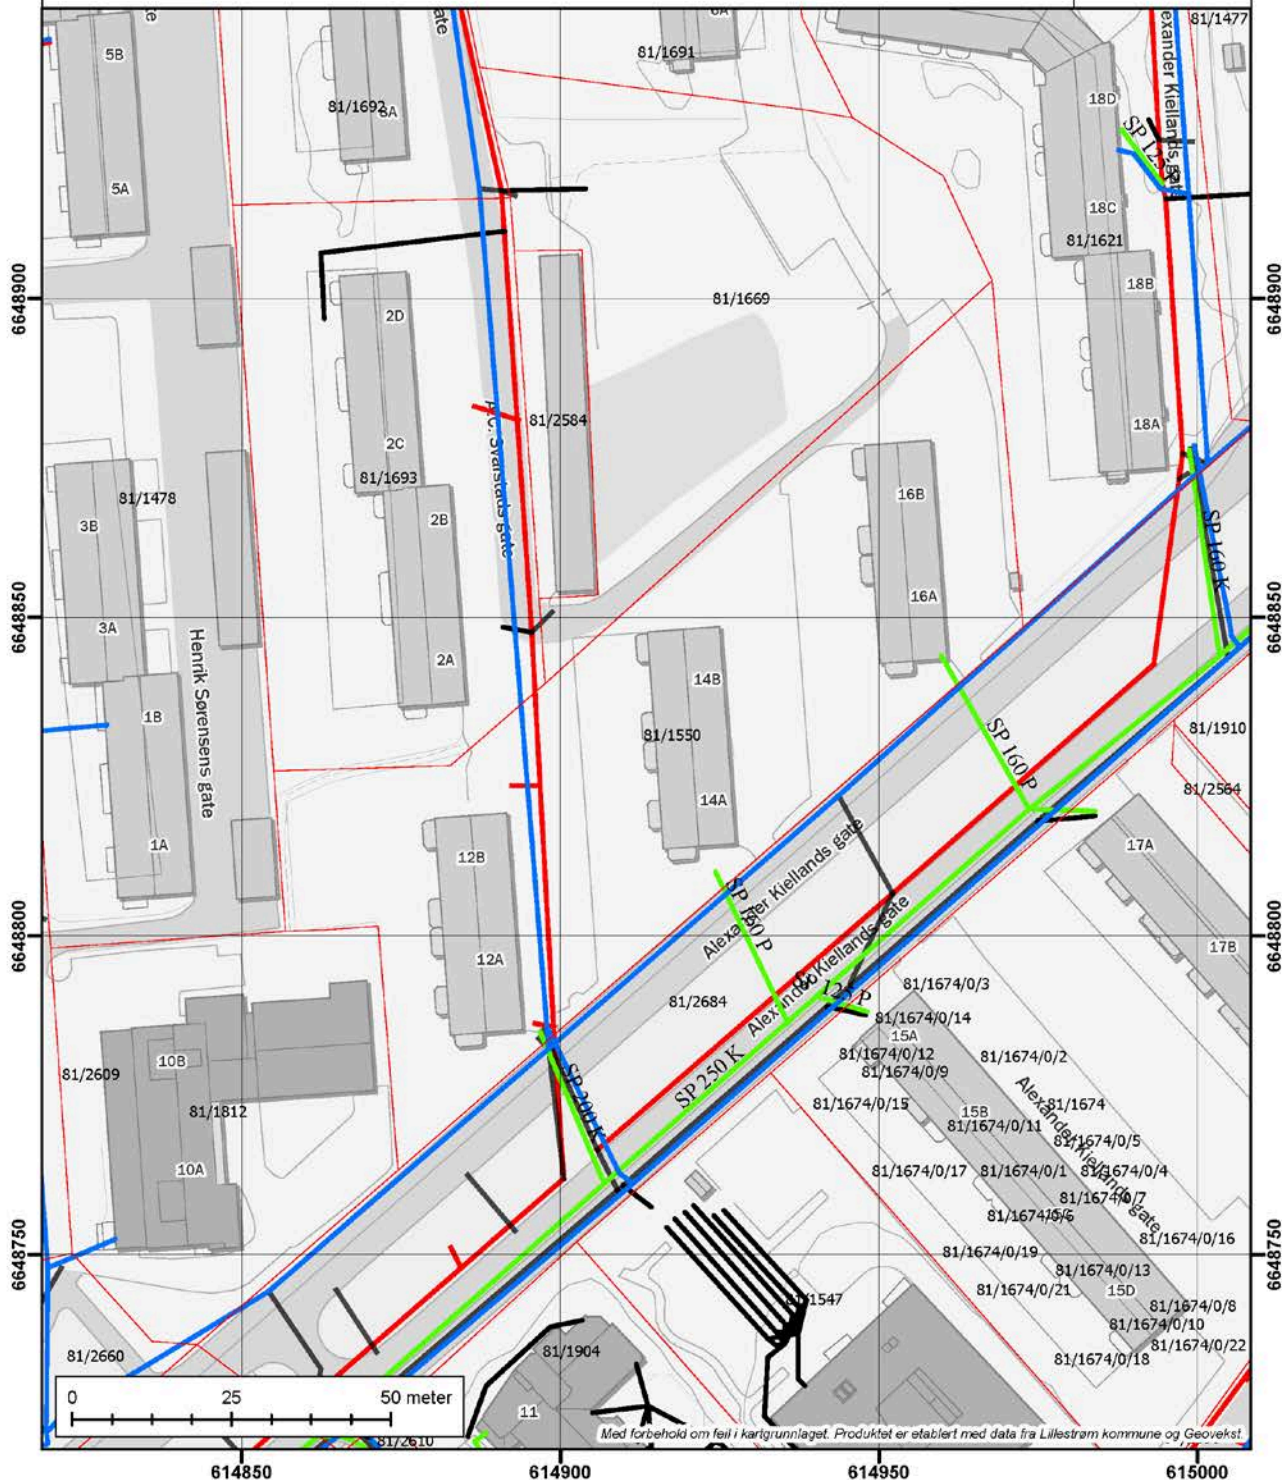 5B
81/1691
81/1477
81/1692
18D
SP 125
Alexander Kiellands gate
5A
18C
81/1621
6648900
81/1669
18B
6648900
2D
A.C. Svarstads gate
81/2584
18A
2C
81/1693
81/1478
3B
2B
16B
SP 160 K
6648850
16A
6648850
3A
Henrik Sørensens gate
2A
14B
1B
81/1550
SP 160 P
81/1910
81/2564
14A
1A
12B
17A
Alexander Kiellands gate
SP 160 P
6648800
17B
6648800
12A
Alexander Kiellands gate
SP 125 P
81/1674/0/3
81/2684
81/1674/0/14
15A
81/1674/0/12
81/1674/0/2
10B
81/2609
81/1674/0/9
SP 250 K
SP 200 K
81/1812
81/1674/0/15
81/1674
15B
81/1674/0/11
81/1674/0/5
Alexander Kiellands gate
10A
81/1674/0/17
81/1674/0/1
81/1674/0/4
81/1674/0/7
81/1674/0/6
81/1674/0/16
6648750
81/1674/0/19
6648750
81/1674/0/13
81/1674/0/21
15D
81/1547
81/1674/0/8
81/1674/0/10
81/1904
81/2660
81/1674/0/22
81/1674/0/18
0 25 50 meter
11
81/2610
Med forbehold om feil i kartgrunnlaget. Produktet er etablert med data fra Lillestrøm kommune og Geovekst.
614850 614900 614950 615000